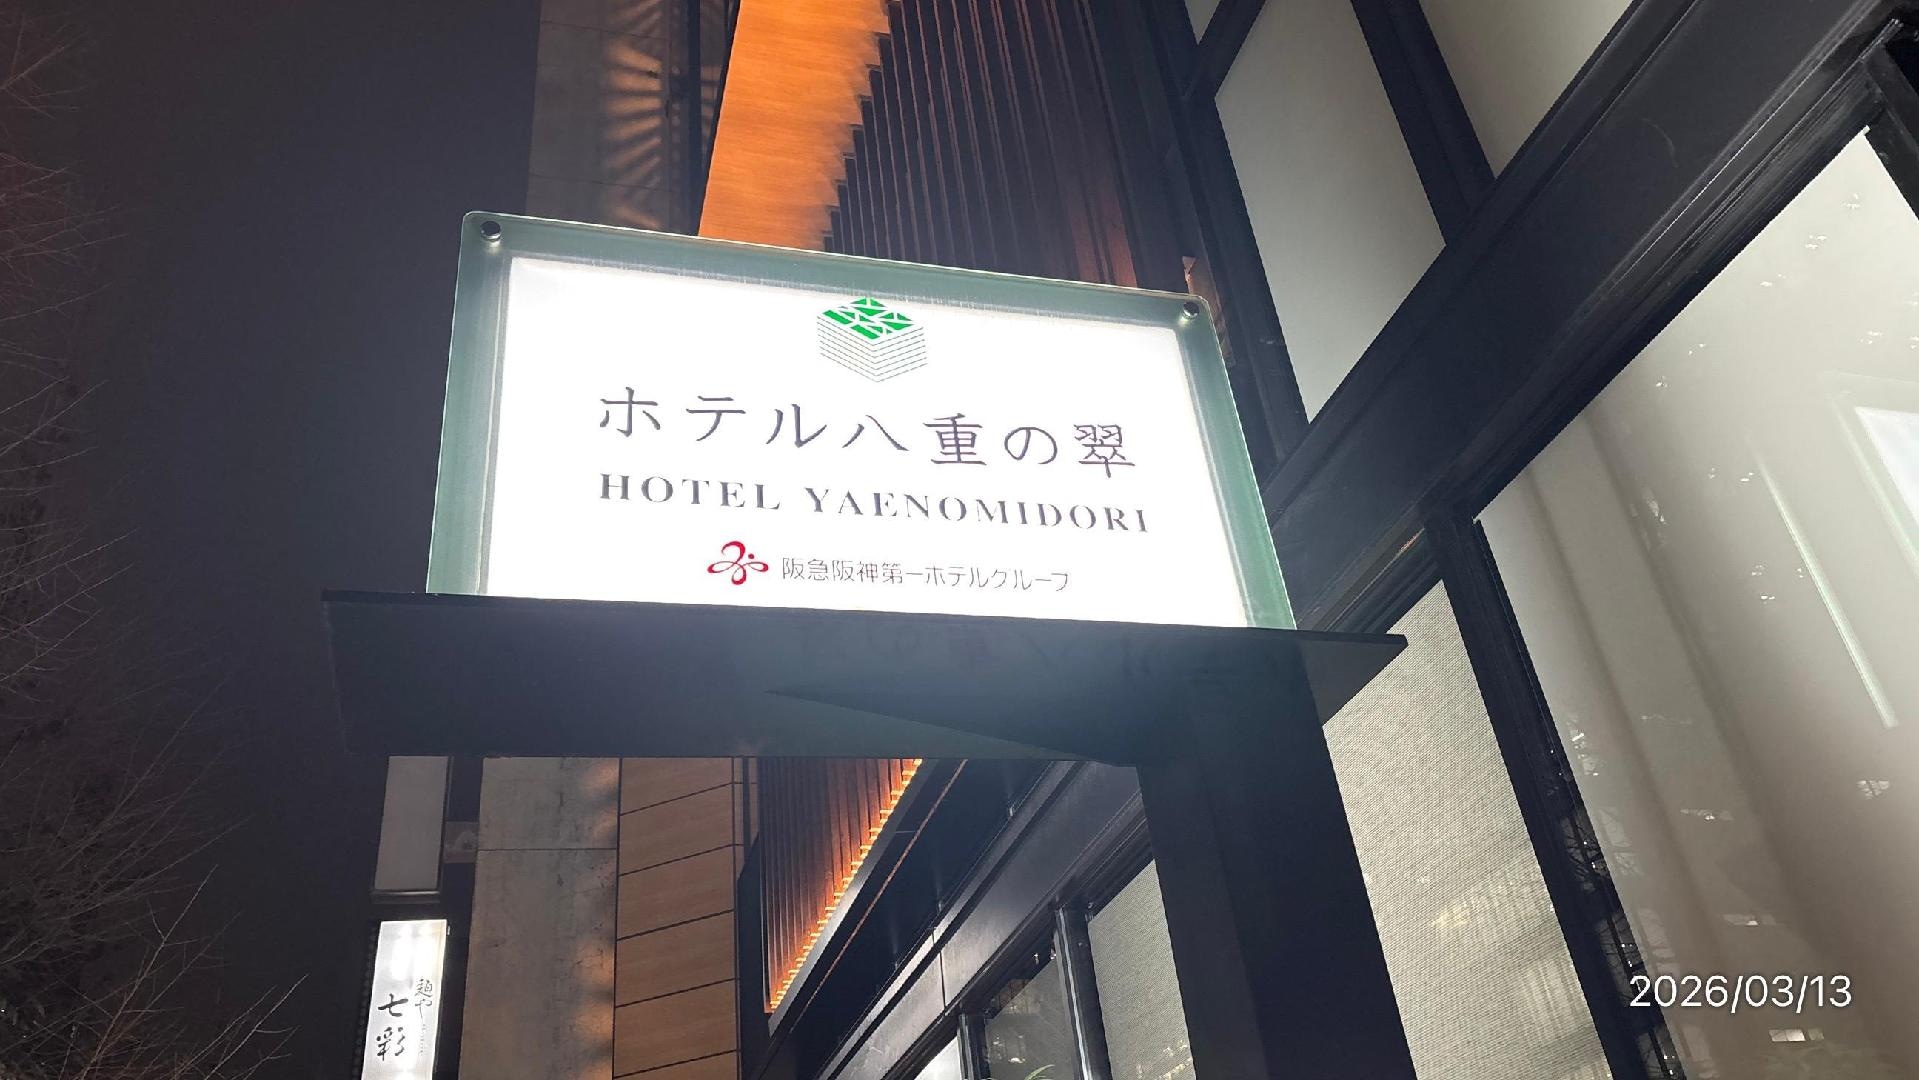 ホテル八重の翠
HOTEL YAENOMIDORI
阪急阪神第一ホテルグループ
麺や
七彩
2026/03/13